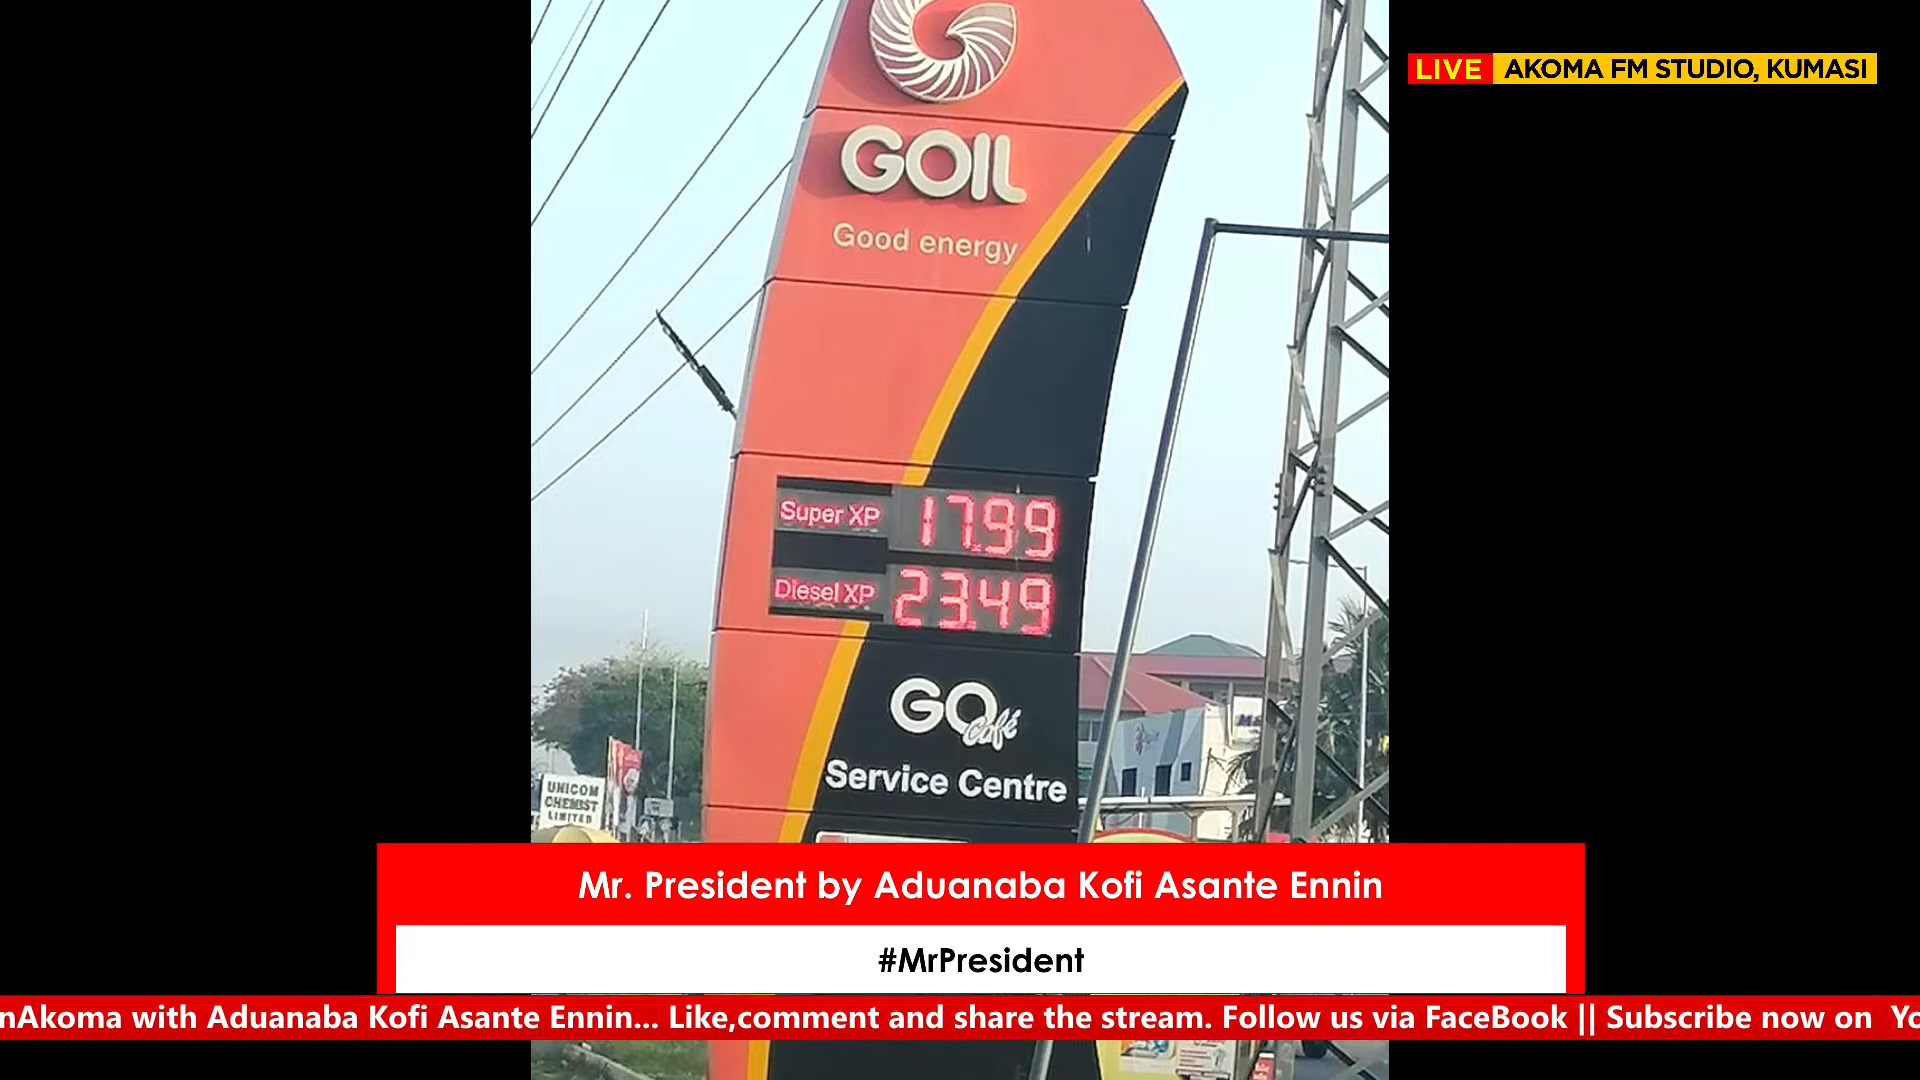 LIVE AKOMA FM STUDIO, KUMASI
GOIL
Good energy
Super XP 17.99
Diesel XP 23.49
GO Café
Service Centre
UNICOM
CHEMIST
LIMITED
Mr. President by Aduanaba Kofi Asante Ennin
#MrPresident
nAkoma with Aduanaba Kofi Asante Ennin... Like,comment and share the stream. Follow us via FaceBook || Subscribe now on Yo